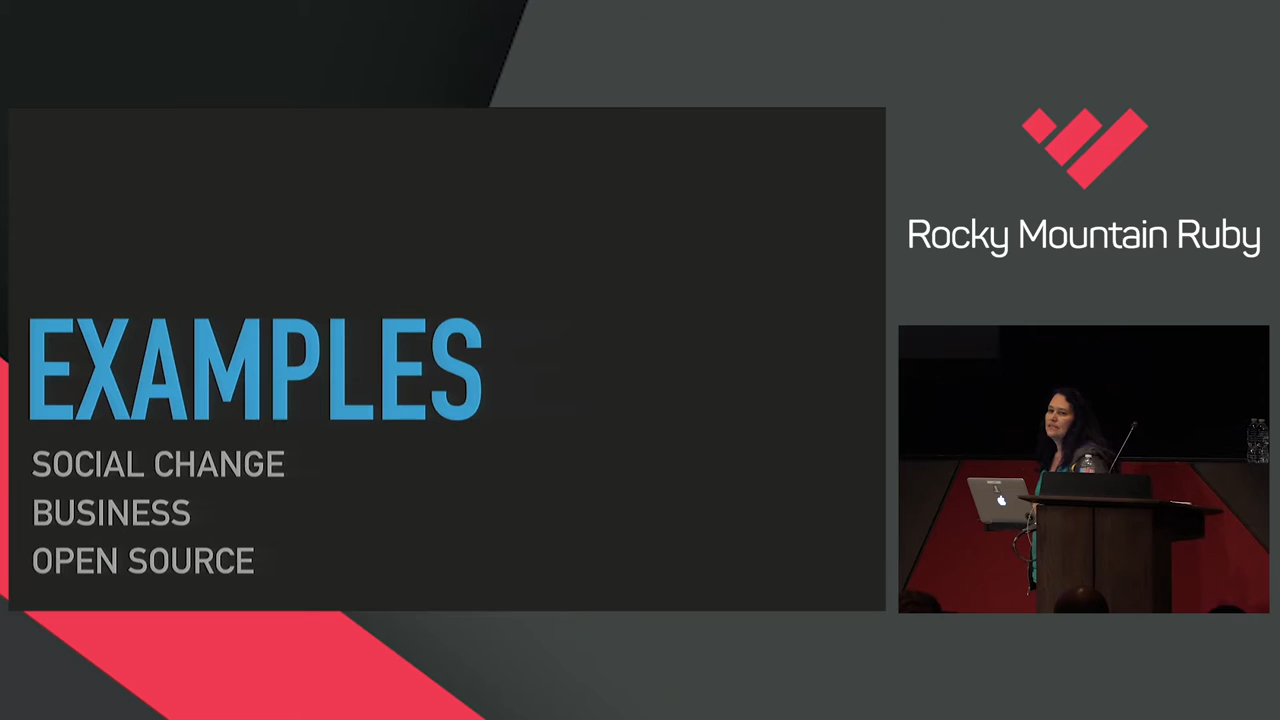 EXAMPLES
SOCIAL CHANGE
BUSINESS
OPEN SOURCE
Rocky Mountain Ruby